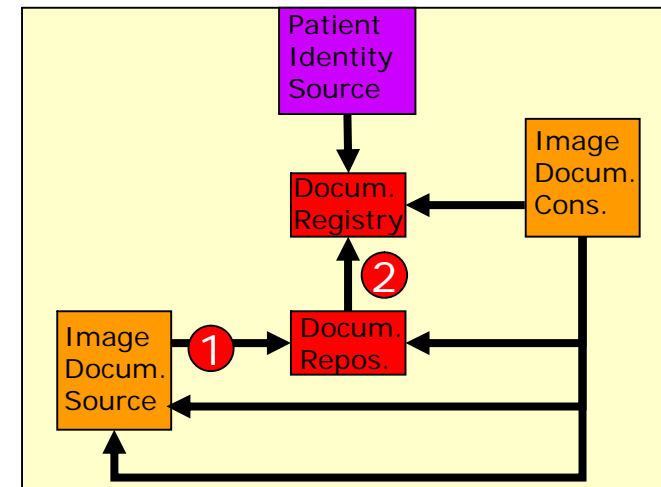 Patient
Identity
Source
Image
Docum.
Cons.
Docum.
Registry
2
Image
Docum.
Source
1
Docum.
Repos.